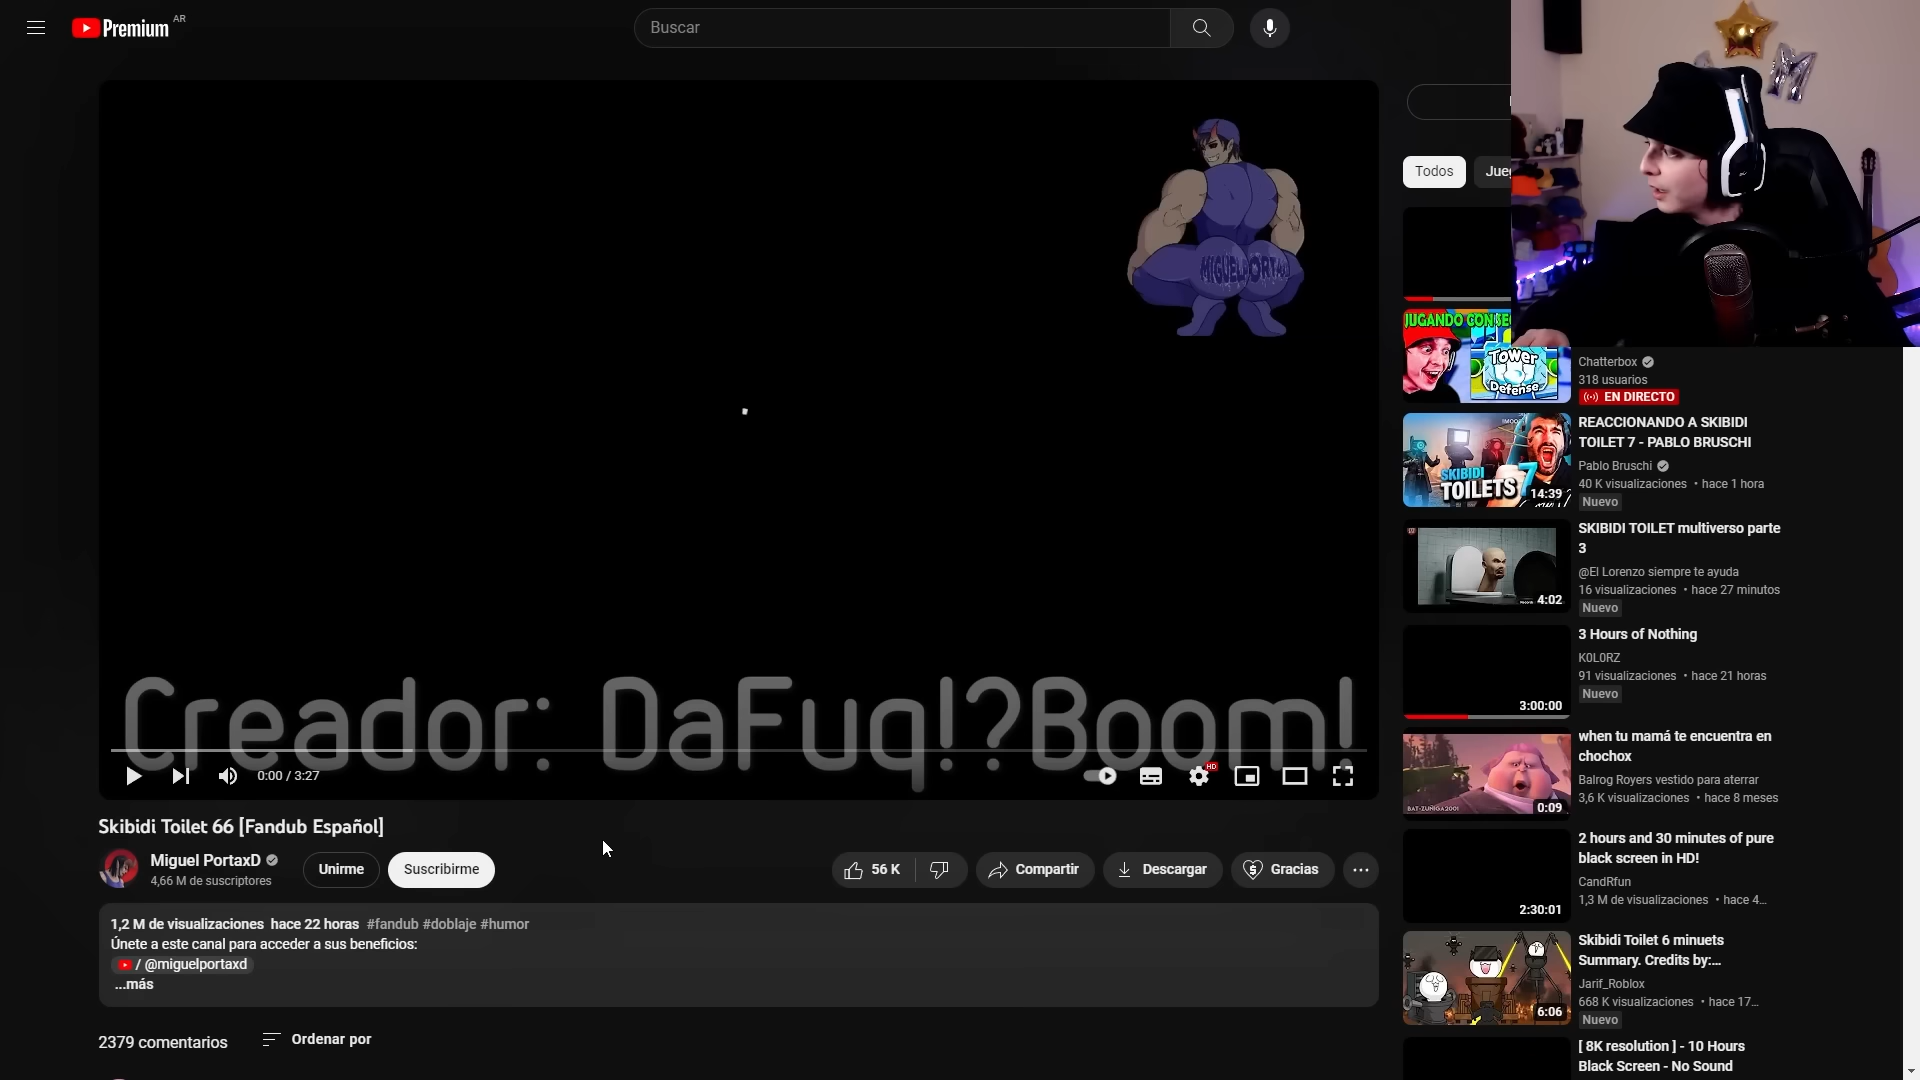 Premium AR
Buscar
MIGUELPORTAXD
Creador: DaFuq!?Boom!
0:00 / 3:27
HD
Skibidi Toilet 66 [Fandub Español]
Miguel PortaxD
4,66 M de suscriptores
Unirme
Suscribirme
56 K
Compartir
Descargar
Gracias
1,2 M de visualizaciones hace 22 horas #fandub #doblaje #humor
Únete a este canal para acceder a sus beneficios:
/ @miguelportaxd
...más
2379 comentarios
Ordenar por
Todos
M
JUGANDO CON SE
Tower
Defense
Chatterbox
318 usuarios
EN DIRECTO
SKIBIDI
TOILETS 7
14:39
REACCIONANDO A SKIBIDI
TOILET 7 - PABLO BRUSCHI
Pablo Bruschi
40 K visualizaciones • hace 1 hora
Nuevo
4:02
SKIBIDI TOILET multiverso parte
3
@El Lorenzo siempre te ayuda
16 visualizaciones • hace 27 minutos
Nuevo
3:00:00
3 Hours of Nothing
K0L0RZ
91 visualizaciones • hace 21 horas
Nuevo
BAT-ZUNIGA2001
0:09
when tu mamá te encuentra en
chochox
Balrog Royers vestido para aterrar
3,6 K visualizaciones • hace 8 meses
2:30:01
2 hours and 30 minutes of pure
black screen in HD!
CandRfun
1,3 M de visualizaciones • hace 4...
6:06
Skibidi Toilet 6 minuets
Summary. Credits by:...
Jarif_Roblox
668 K visualizaciones • hace 17...
Nuevo
[ 8K resolution ] - 10 Hours
Black Screen - No Sound